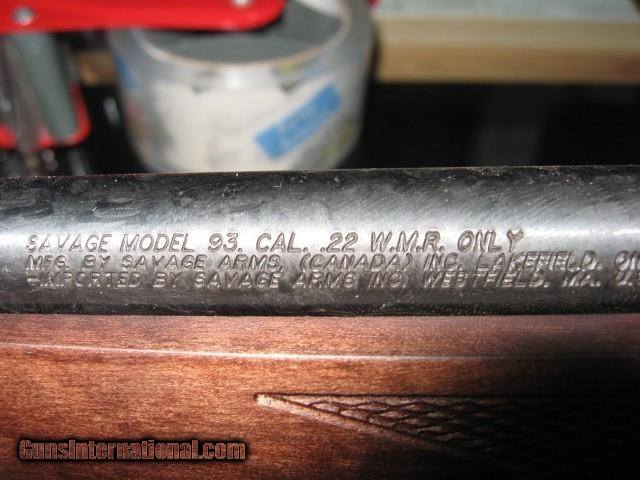 SAVAGE MODEL 93. CAL. .22 W.M.R. ONLY
MFG. BY SAVAGE ARMS, (CANADA) INC. LAKEFIELD,
-IMPORTED BY SAVAGE ARMS INC. WESTFIELD, MA.
GunsInternational.com